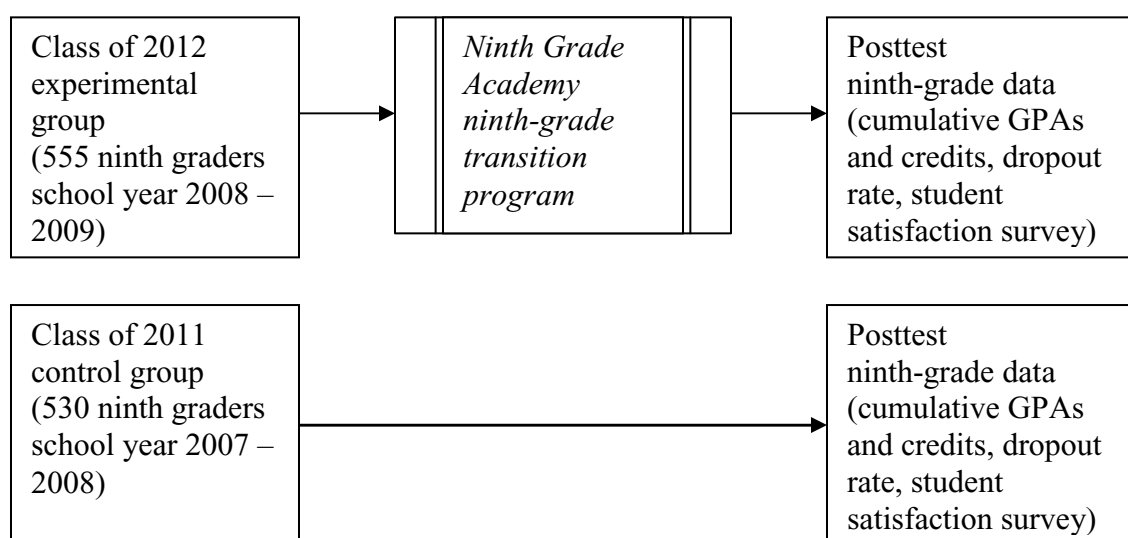 Class of 2012
experimental
group
(555 ninth graders
school year 2008 –
2009)
Ninth Grade
Academy
ninth-grade
transition
program
Posttest
ninth-grade data
(cumulative GPAs
and credits, dropout
rate, student
satisfaction survey)
Class of 2011
control group
(530 ninth graders
school year 2007 –
2008)
Posttest
ninth-grade data
(cumulative GPAs
and credits, dropout
rate, student
satisfaction survey)